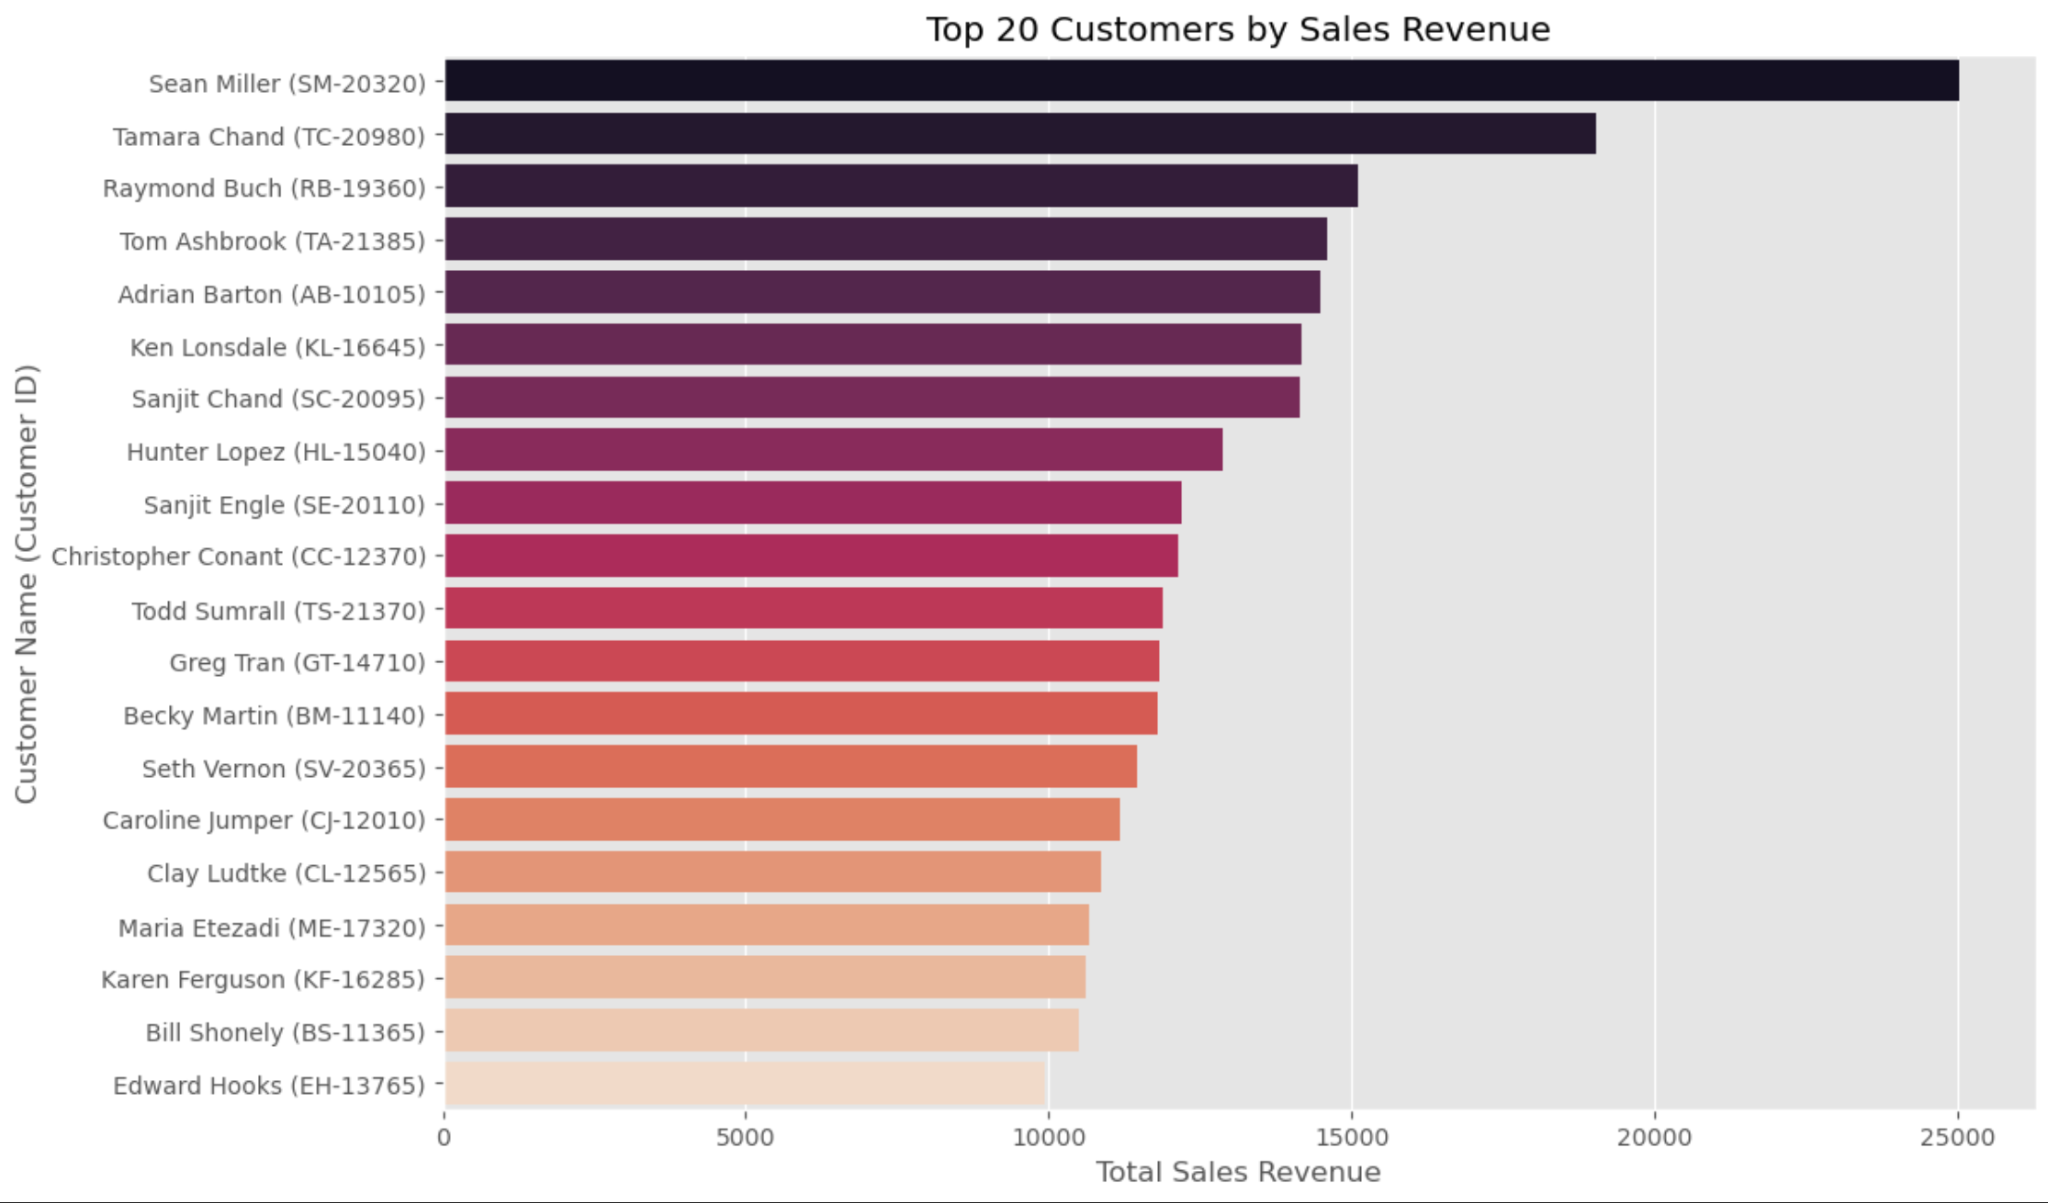 Top 20 Customers by Sales Revenue
Customer Name (Customer ID)
Sean Miller (SM-20320)
Tamara Chand (TC-20980)
Raymond Buch (RB-19360)
Tom Ashbrook (TA-21385)
Adrian Barton (AB-10105)
Ken Lonsdale (KL-16645)
Sanjit Chand (SC-20095)
Hunter Lopez (HL-15040)
Sanjit Engle (SE-20110)
Christopher Conant (CC-12370)
Todd Sumrall (TS-21370)
Greg Tran (GT-14710)
Becky Martin (BM-11140)
Seth Vernon (SV-20365)
Caroline Jumper (CJ-12010)
Clay Ludtke (CL-12565)
Maria Etezadi (ME-17320)
Karen Ferguson (KF-16285)
Bill Shonely (BS-11365)
Edward Hooks (EH-13765)
0 5000 10000 15000 20000 25000
Total Sales Revenue